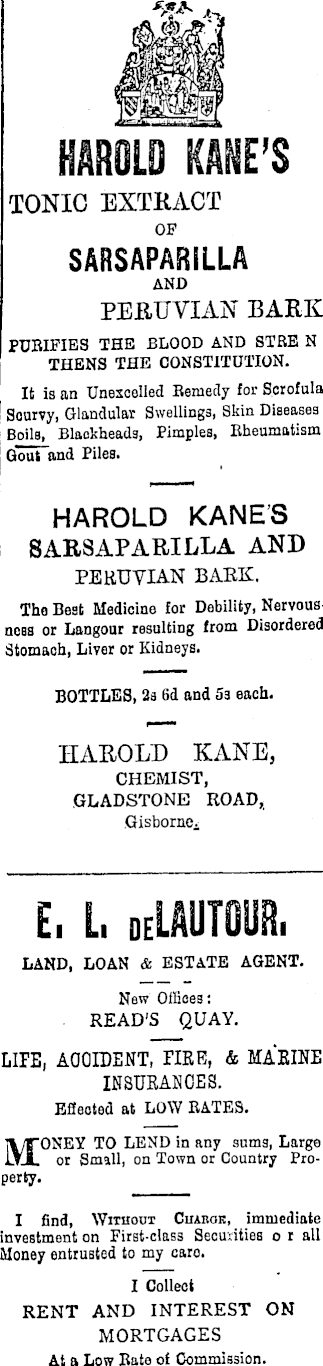 HAROLD KANE'S
TONIC EXTRACT
OF
SARSAPARILLA
AND
PERUVIAN BARK
PURIFIES THE BLOOD AND STRE N
THENS THE CONSTITUTION.
It is an Unexcelled Remedy for Scrofula
Scurvy, Glandular Swellings, Skin Diseases
Boils, Blackheads, Pimples, Rheumatism
Gout and Piles.
HAROLD KANE'S
SARSAPARILLA AND
PERUVIAN BARK.
The Best Medicine for Debility, Nervous-
ness or Langour resulting from Disordered
Stomach, Liver or Kidneys.
BOTTLES, 2s 6d and 5s each.
HAROLD KANE,
CHEMIST,
GLADSTONE ROAD,
Gisborne.
E. L. DELAUTOUR.
LAND, LOAN & ESTATE AGENT.
New Offices:
READ'S QUAY.
LIFE, ACCIDENT, FIRE, & MARINE
INSURANCES.
Effected at LOW RATES.
MONEY TO LEND in any sums, Large
or Small, on Town or Country Pro-
perty.
I find, WITHOUT CHARGE, immediate
investment on First-class Securities o r all
Money entrusted to my care.
I Collect
RENT AND INTEREST ON
MORTGAGES
At a Low Rate of Commission.